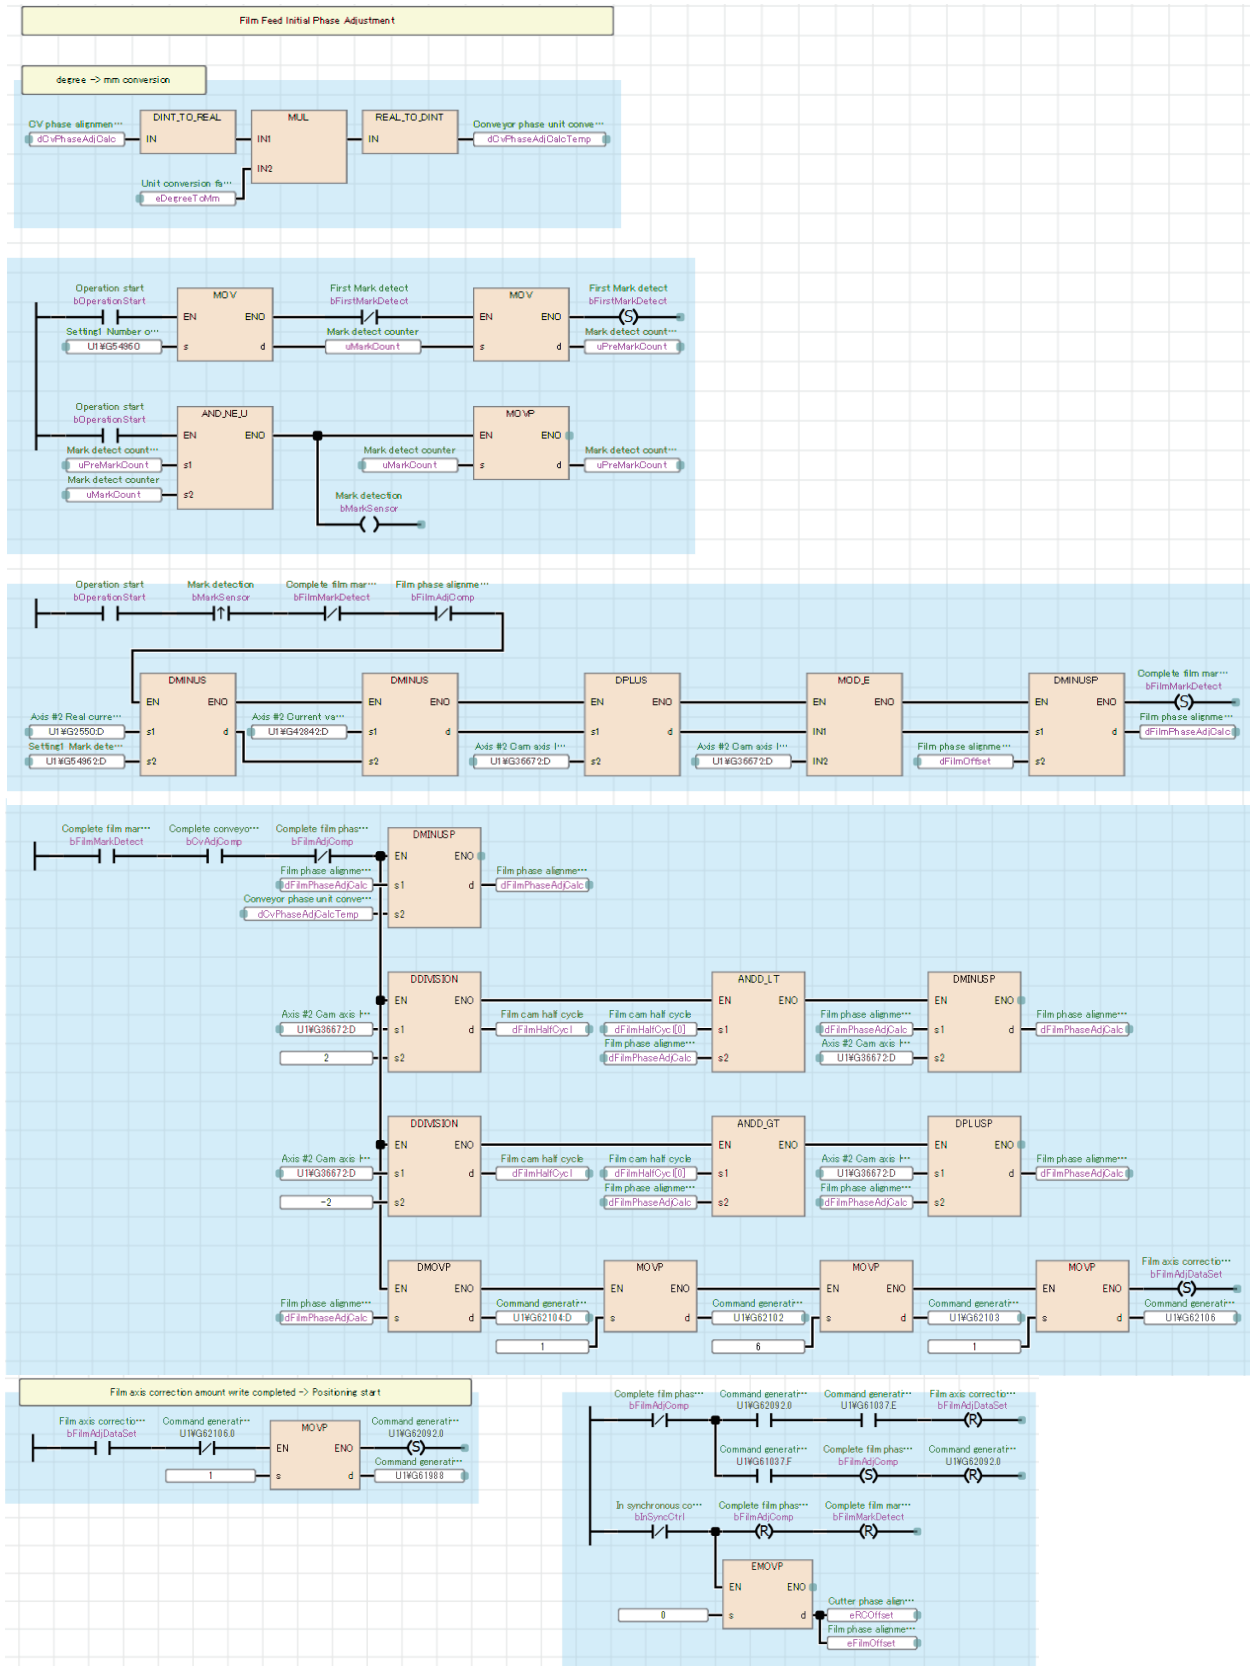 Film Feed Initial Phase Adjustment
degree -> mm conversion
DINT_TO_REAL MUL REAL_TO_DINT
CV phase alignmen… Conveyor phase unit conve…
dCvPhaseAdjCalc IN IN1 IN dCvPhaseAdjCalcTemp
IN2
Unit conversion fa…
eDegreeToMm
Operation start MOV First Mark detect MOV First Mark detect
bOperationStart bFirstMarkDetect bFirstMarkDetect
EN ENO EN ENO (S)
Setting1 Number o… Mark detect counter Mark detect count…
U1¥G54960 s d uMarkCount s d uPreMarkCount
Operation start AND_NE_U MOVP
bOperationStart
EN ENO EN ENO
Mark detect count… Mark detect counter Mark detect count…
uPreMarkCount s1 uMarkCount s d uPreMarkCount
Mark detect counter
uMarkCount s2
Mark detection
bMarkSensor
Operation start Mark detection Complete film mar… Film phase alignme…
bOperationStart bMarkSensor bFilmMarkDetect bFilmAdjComp
DMINUS DMINUS DPLUS MOD_E DMINUSP Complete film mar…
bFilmMarkDetect
EN ENO EN ENO EN ENO EN ENO EN ENO (S)
Axis #2 Real curre… Axis #2 Current va… Film phase alignme…
U1¥G2550:D s1 d U1¥G42842:D s1 d s1 d IN1 s1 d dFilmPhaseAdjCalc
Setting1 Mark dete… Axis #2 Cam axis l… Axis #2 Cam axis l… Film phase alignme…
U1¥G54962:D s2 s2 U1¥G36672:D s2 U1¥G36672:D IN2 dFilmOffset s2
Complete film mar… Complete conveyo… Complete film phas… DMINUSP
bFilmMarkDetect bCvAdjComp bFilmAdjComp
EN ENO
Film phase alignme… Film phase alignme…
dFilmPhaseAdjCalc s1 d dFilmPhaseAdjCalc
Conveyor phase unit conve…
dCvPhaseAdjCalcTemp s2
DDIVISION ANDD_LT DMINUSP
EN ENO EN ENO EN ENO
Axis #2 Cam axis l… Film cam half cycle Film cam half cycle Film phase alignme… Film phase alignme…
U1¥G36672:D s1 d dFilmHalfCycl dFilmHalfCycl[0] s1 dFilmPhaseAdjCalc s1 d dFilmPhaseAdjCalc
Film phase alignme… Axis #2 Cam axis l…
2 s2 dFilmPhaseAdjCalc s2 U1¥G36672:D s2
DDIVISION ANDD_GT DPLUSP
EN ENO EN ENO EN ENO
Axis #2 Cam axis l… Film cam half cycle Film cam half cycle Axis #2 Cam axis l… Film phase alignme…
U1¥G36672:D s1 d dFilmHalfCycl dFilmHalfCycl[0] s1 U1¥G36672:D s1 d dFilmPhaseAdjCalc
Film phase alignme… Film phase alignme…
-2 s2 dFilmPhaseAdjCalc s2 dFilmPhaseAdjCalc s2
DMOVP MOVP MOVP MOVP Film axis correctio…
bFilmAdjDataSet
EN ENO EN ENO EN ENO EN ENO (S)
Film phase alignme… Command generati… Command generati… Command generati… Command generati…
dFilmPhaseAdjCalc s d U1¥G62104:D s d U1¥G62102 s d U1¥G62103 s d U1¥G62106
1 6 1
Film axis correction amount write completed -> Positioning start
Film axis correctio… Command generati… MOVP Command generati…
bFilmAdjDataSet U1¥G62106.0 U1¥G62092.0
EN ENO (S)
Command generati…
1 s d U1¥G61988
Complete film phas… Command generati… Command generati… Film axis correctio…
bFilmAdjComp U1¥G62092.0 U1¥G61037.E bFilmAdjDataSet
(R)
Command generati… Complete film phas… Command generati…
U1¥G61037.F bFilmAdjComp U1¥G62092.0
(S) (R)
In synchronous co… Complete film phas… Complete film mar…
bInSyncCtrl bFilmAdjComp bFilmMarkDetect
(R) (R)
EMOVP
EN ENO
Cutter phase align…
0 s d eRCOffset
Film phase alignme…
eFilmOffset